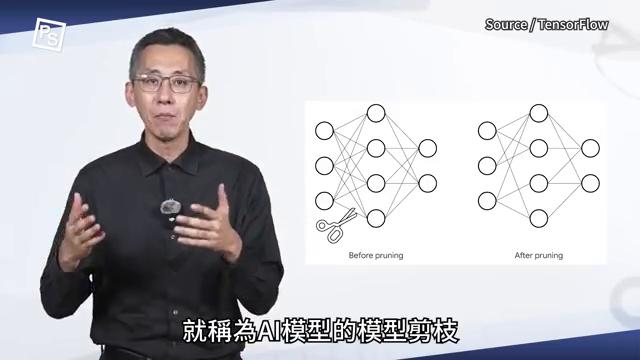 PS
Source / TensorFlow
Before pruning
After pruning
就稱為AI模型的模型剪枝